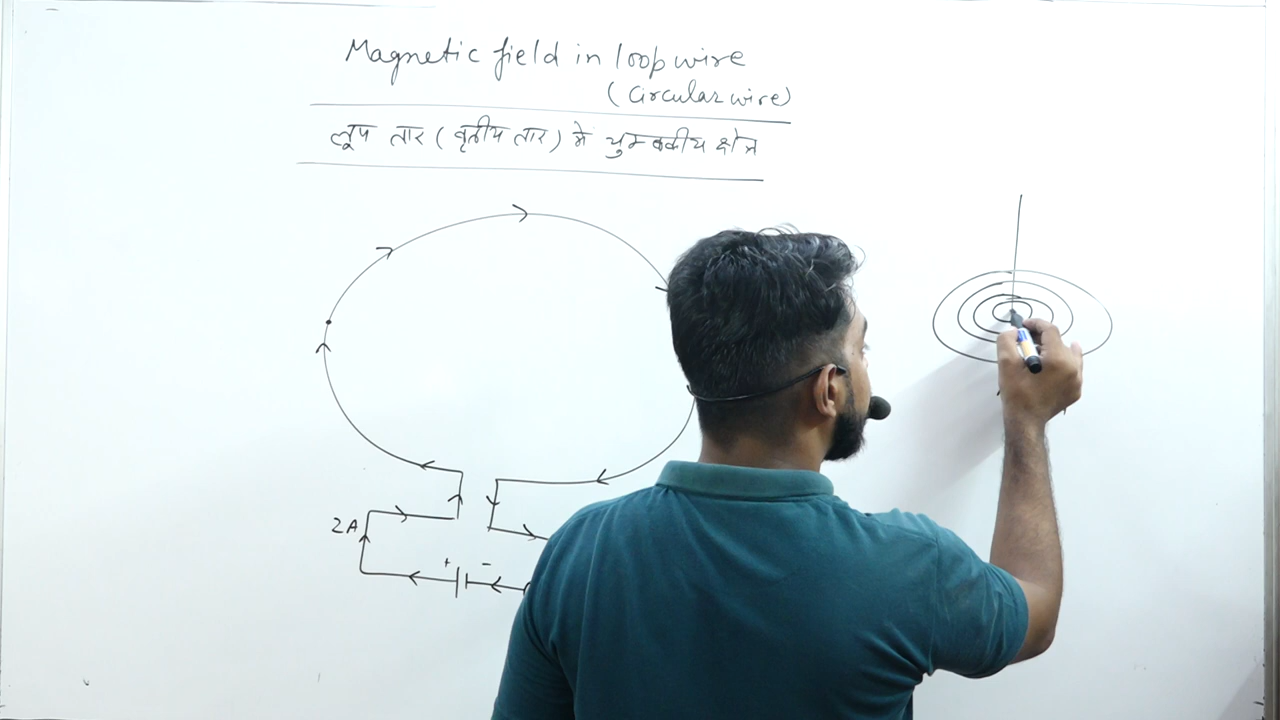 Magnetic field in loop wire
(Circular wire)
लूप तार (वृतीय तार) मे चुम्बकीय क्षेत्र
2A
+ -